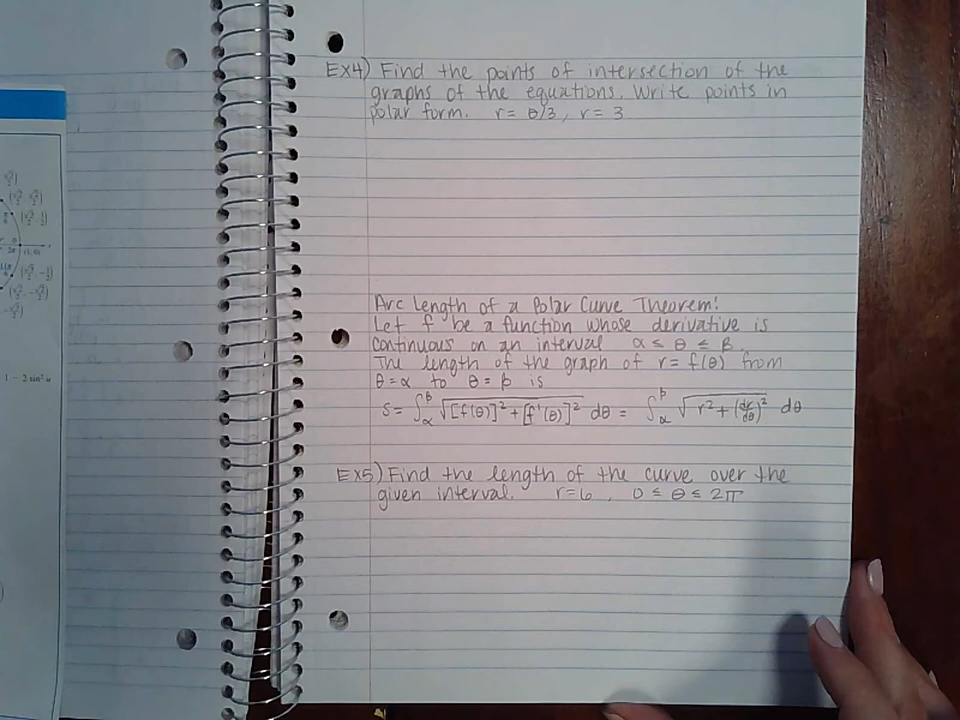 Ex4) Find the points of intersection of the
graphs of the equations. Write points in
polar form. r = θ/3, r = 3
Arc Length of a Polar Curve Theorem!
Let f be a function whose derivative is
continuous on an interval α ≤ θ ≤ β.
The length of the graph of r = f(θ) from
θ = α to θ = β is
s = ∫_α^β √([f(θ)]² + [f'(θ)]²) dθ = ∫_α^β √(r² + (dr/dθ)²) dθ
Ex5) Find the length of the curve over the
given interval. r = 6, 0 ≤ θ ≤ 2π
1 − 2 sin² u